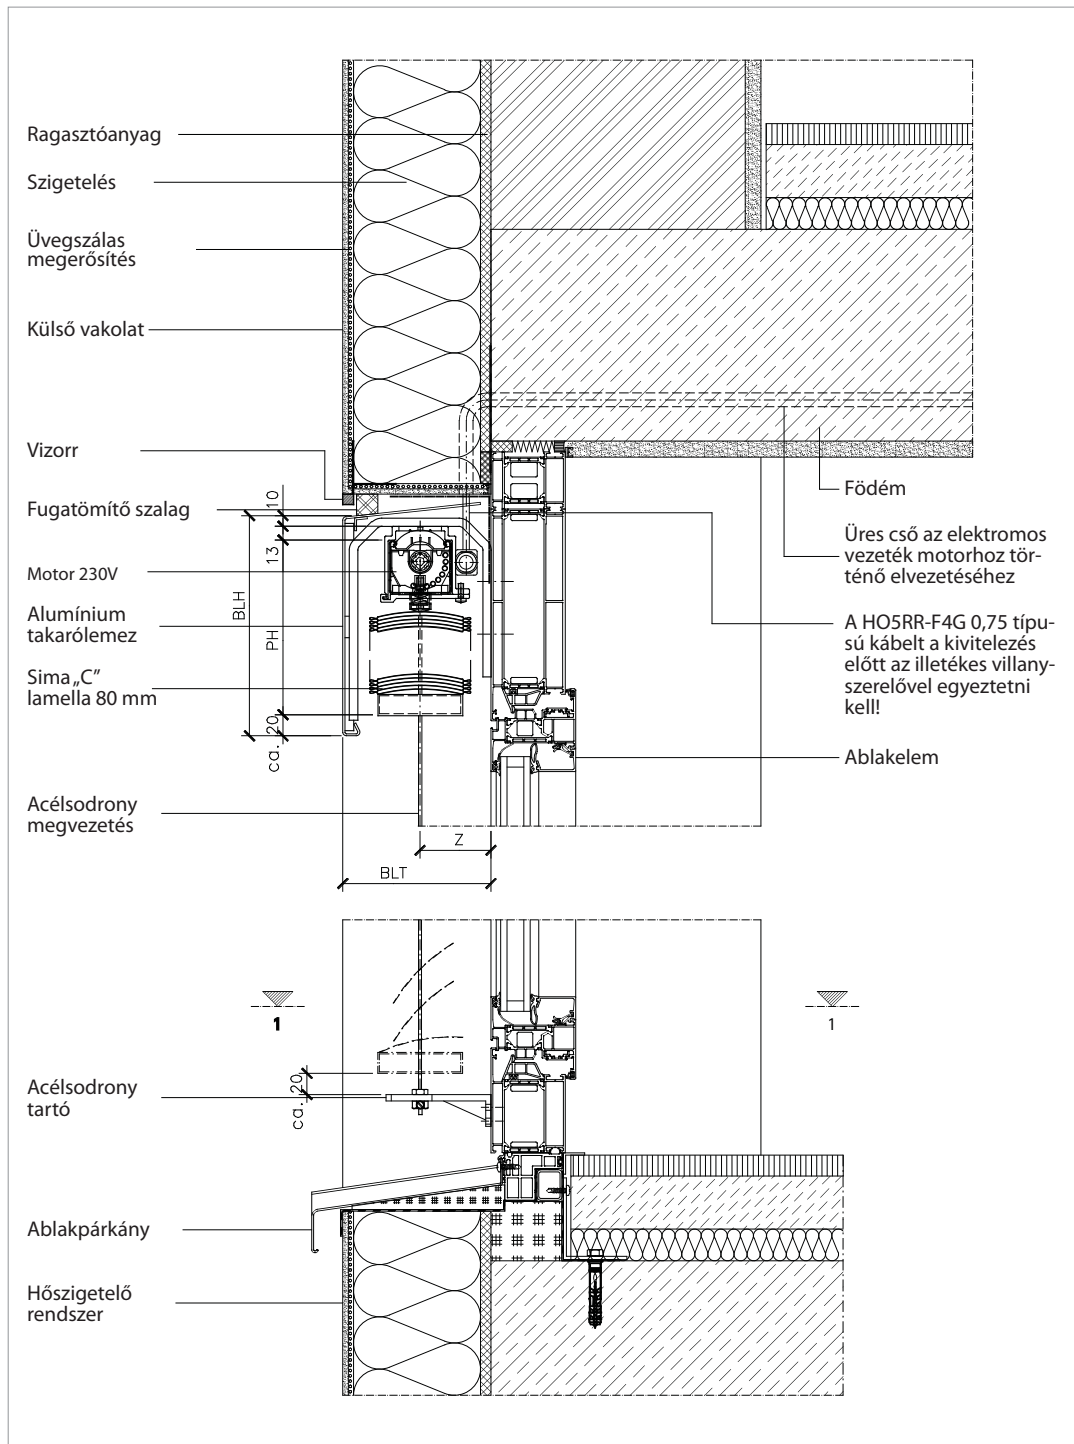 Ragasztóanyag
Szigetelés
Üvegszálas
megerősítés
Külső vakolat
Vizorr
Fugatömítő szalag
Motor 230V
Alumínium
takarólemez
Sima „C”
lamella 80 mm
Acélsodrony
megvezetés
10
13
BLH
PH
ca. 20
Z
BLT
Födém
Üres cső az elektromos
vezeték motorhoz tör-
ténő elvezetéséhez
A HO5RR-F4G 0,75 típu-
sú kábelt a kivitelezés
előtt az illetékes villany-
szerelővel egyeztetni
kell!
Ablakelem
1
1
Acélsodrony
tartó
ca. 20
Ablakpárkány
Hőszigetelő
rendszer